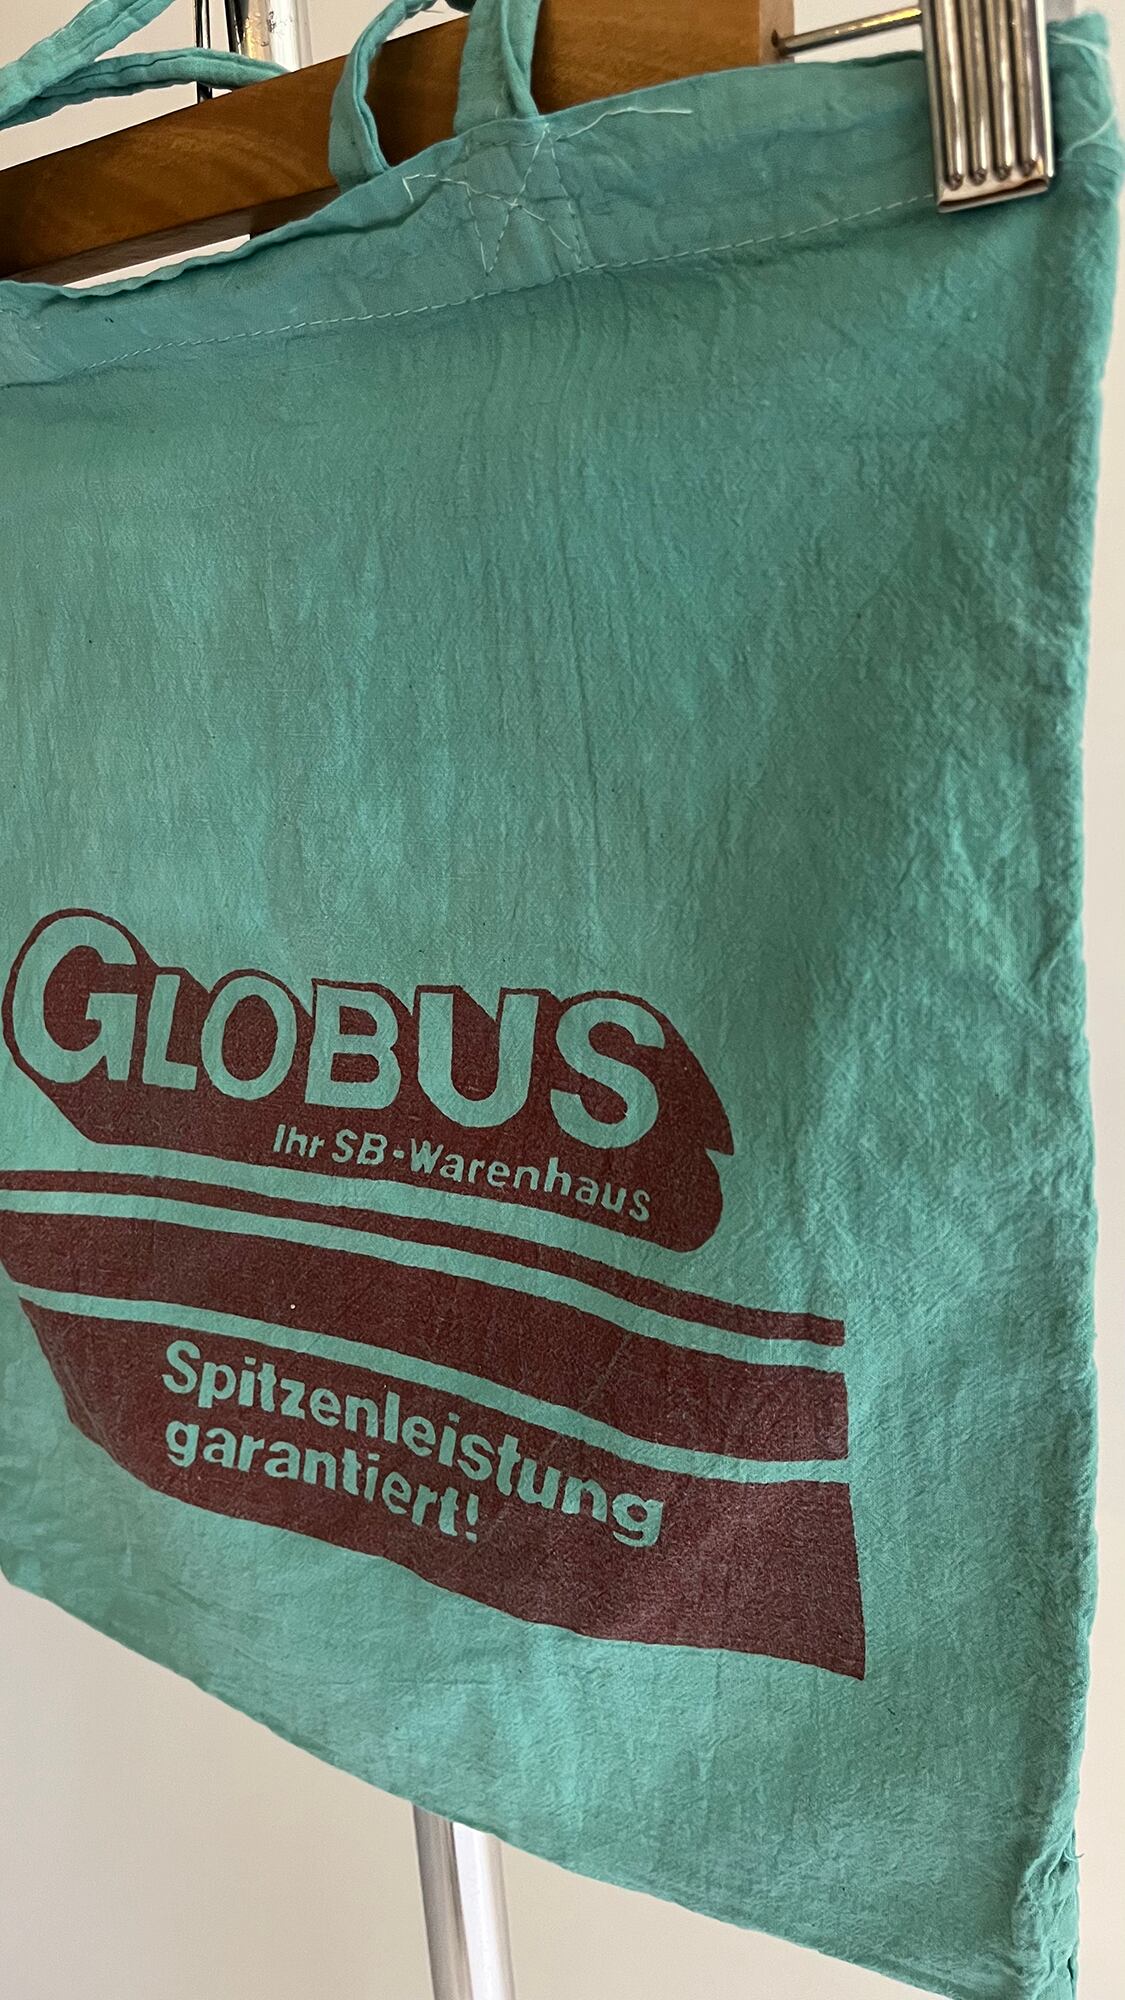 GLOBUS
Ihr SB-Warenhaus
Spitzenleistung
garantiert!